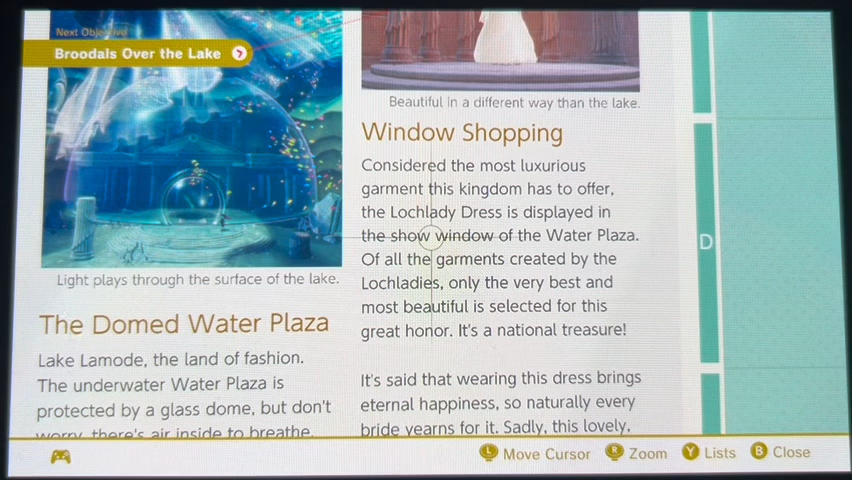 Next Objective
Broodals Over the Lake
Light plays through the surface of the lake.
The Domed Water Plaza
Lake Lamode, the land of fashion.
The underwater Water Plaza is
protected by a glass dome, but don't
worry, there's air inside to breathe.
Beautiful in a different way than the lake.
Window Shopping
Considered the most luxurious
garment this kingdom has to offer,
the Lochlady Dress is displayed in
the show window of the Water Plaza.
Of all the garments created by the
Lochladies, only the very best and
most beautiful is selected for this
great honor. It's a national treasure!
It's said that wearing this dress brings
eternal happiness, so naturally every
bride yearns for it. Sadly, this lovely,
D
L Move Cursor R Zoom Y Lists B Close